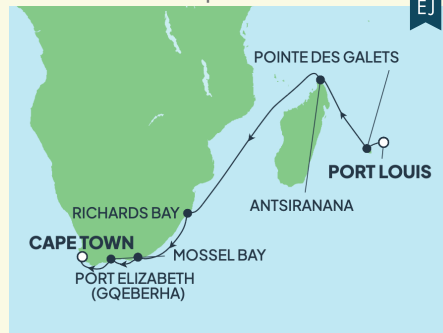 EJ
POINTE DES GALETS
PORT LOUIS
ANTSIRANANA
RICHARDS BAY
CAPE TOWN
MOSSEL BAY
PORT ELIZABETH
(GQEBERHA)